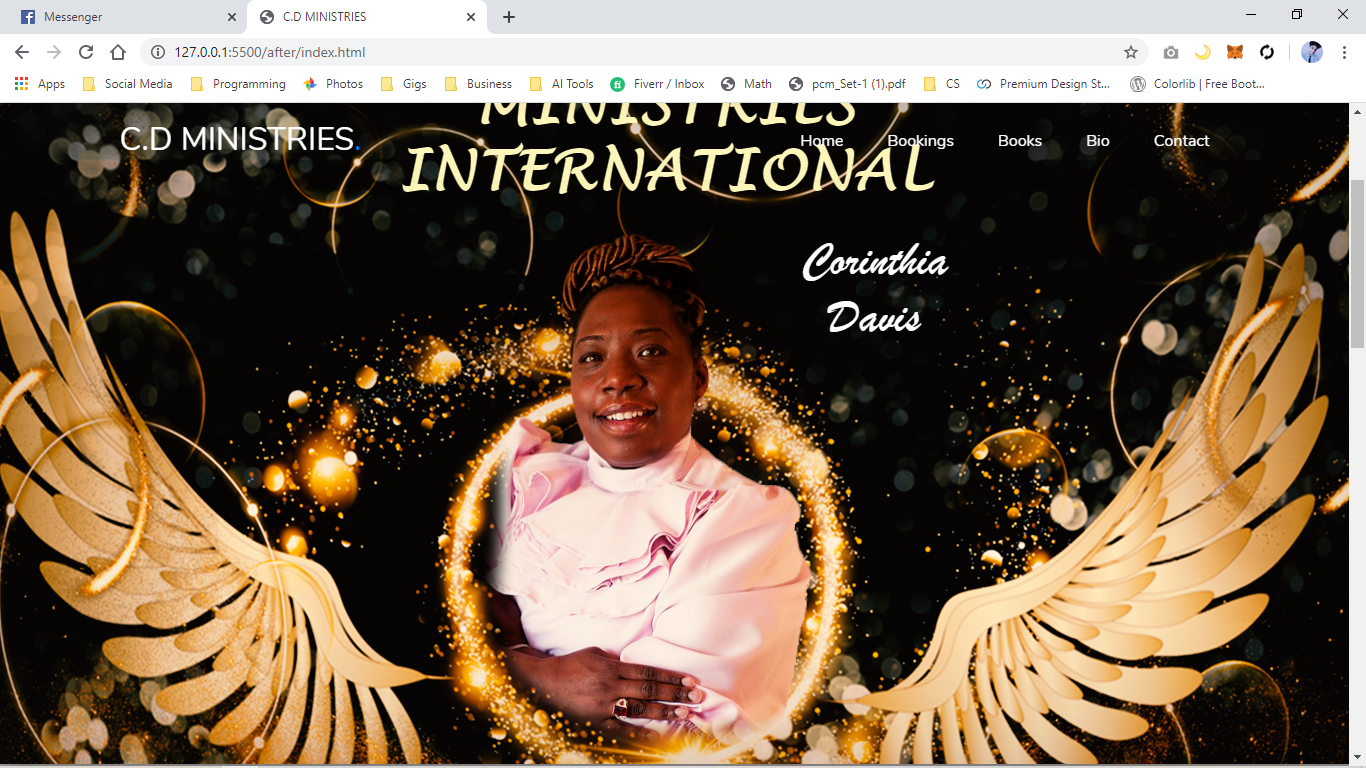 Messenger
C.D MINISTRIES
127.0.0.1:5500/after/index.html
Apps
Social Media
Programming
Photos
Gigs
Business
AI Tools
Fiverr / Inbox
Math
pcm_Set-1 (1).pdf
CS
Premium Design St...
Colorlib | Free Boot...
MINISTRIES
C.D MINISTRIES.
Home
Bookings
Books
Bio
Contact
INTERNATIONAL
Corinthia
Davis